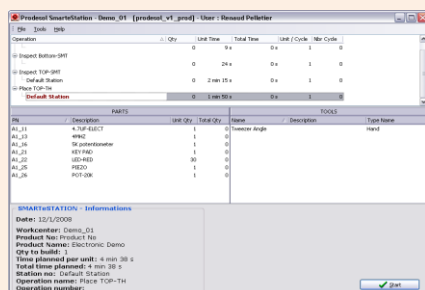 Prodesol SmarteStation - Demo_01 [prodesol_v1_prod] - User : Renaud Pelletier
File Tools Help
Operation Qty Unit Time Total Time Unit / Cycle Nbr Cycle
0 9 s 0 s 1 0
Inspect Bottom-SMT
0 24 s 0 s 1 0
Inspect TOP-SMT
Default Station 0 2 min 15 s 0 s 1 0
Place TOP-TH
Default Station 0 1 min 50 s 0 s 1 0
PARTS TOOLS
PN Description Unit Qty Total Qty Name Description Type Name
A1_11 4.7UF-ELECT 1 0 Tweezer Angle Hand
A1_13 4MHZ 1 0
A1_16 5K potentiometer 1 0
A1_21 KEY PAD 1 0
A1_22 LED-RED 30 0
A1_25 PIEZO 1 0
A1_26 POT-20K 1 0
SMARTeSTATION - Informations
Date: 12/1/2008
Workcenter: Demo_01
Product No: Product No
Product Name: Electronic Demo
Qty to build: 1
Time planned per unit: 4 min 38 s
Total time planned: 4 min 38 s
Station no: Default Station
Operation name: Place TOP-TH
Operation number:
Start